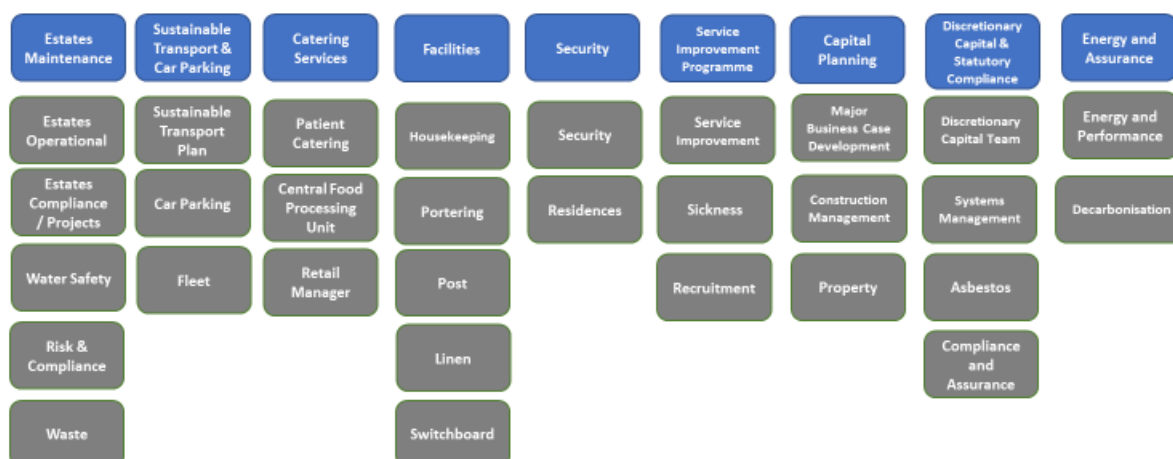 Estates
Maintenance
Sustainable
Transport &
Car Parking
Catering
Services
Facilities
Security
Service
Improvement
Programme
Capital
Planning
Discretionary
Capital &
Statutory
Compliance
Energy and
Assurance
Estates
Operational
Sustainable
Transport
Plan
Patient
Catering
Housekeeping
Security
Service
Improvement
Major
Business Case
Development
Discretionary
Capital Team
Energy and
Performance
Estates
Compliance
/ Projects
Car Parking
Central Food
Processing
Unit
Portering
Residences
Sickness
Construction
Management
Systems
Management
Decarbonisation
Water Safety
Fleet
Retail
Manager
Post
Recruitment
Property
Asbestos
Risk &
Compliance
Linen
Compliance
and
Assurance
Waste
Switchboard